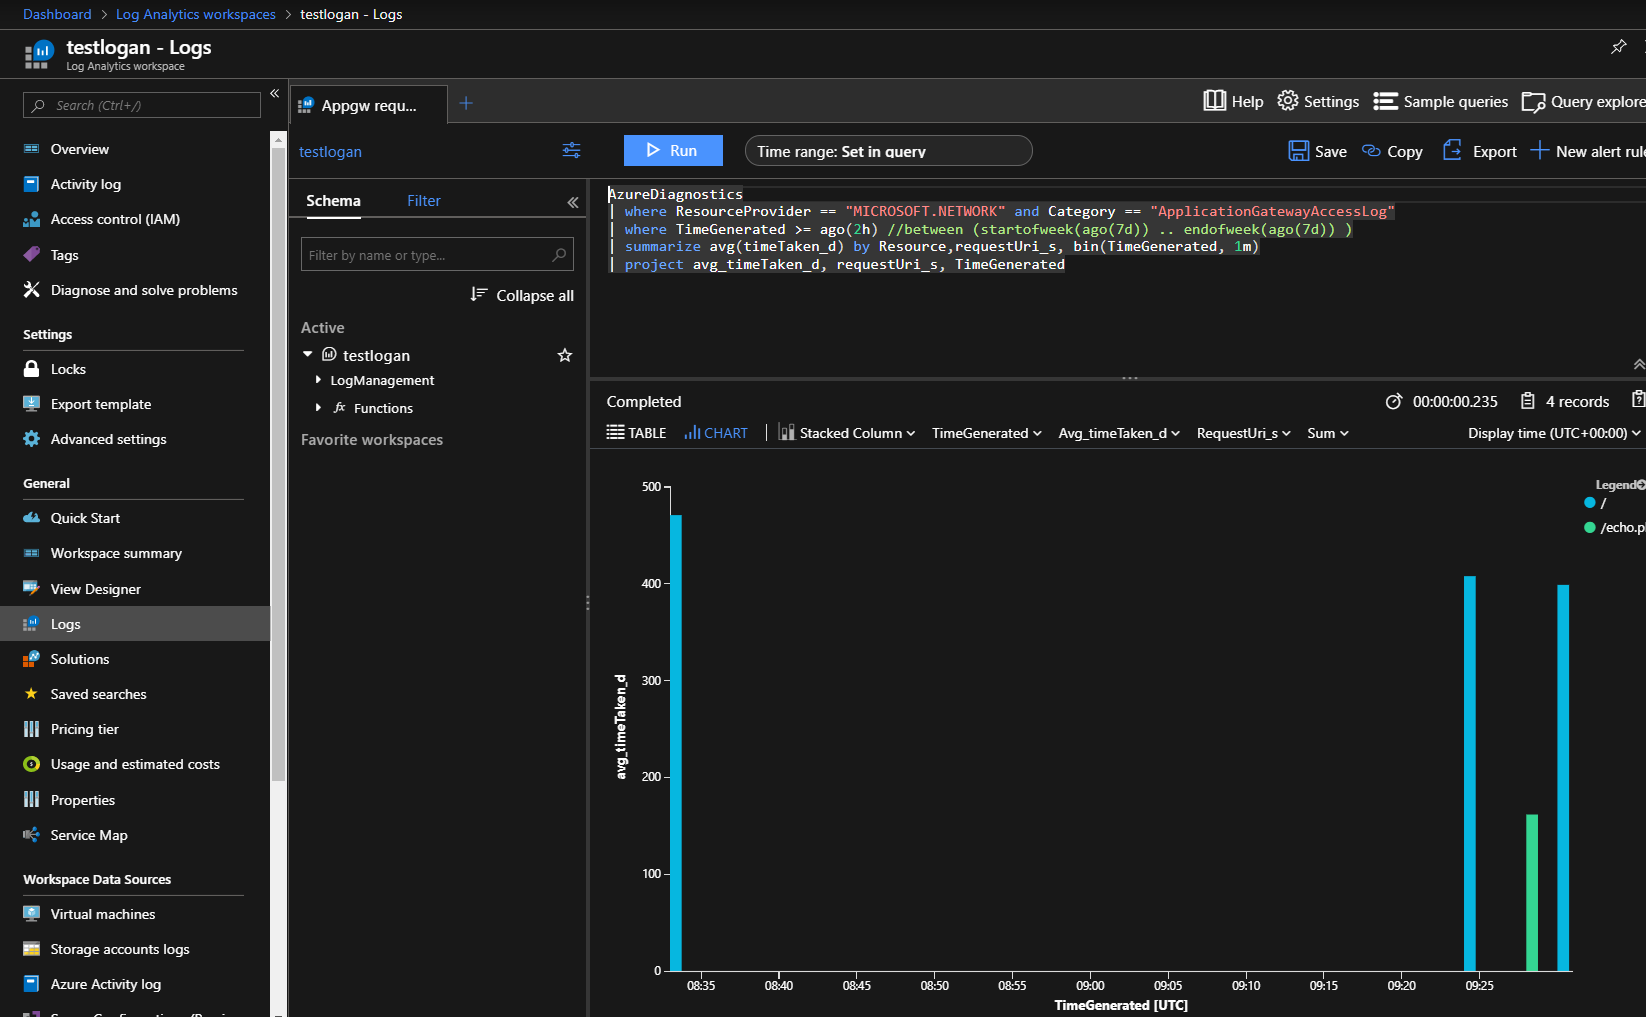 Dashboard > Log Analytics workspaces > testlogan - Logs
testlogan - Logs
Log Analytics workspace
Search (Ctrl+/)
Overview
Activity log
Access control (IAM)
Tags
Diagnose and solve problems
Settings
Locks
Export template
Advanced settings
General
Quick Start
Workspace summary
View Designer
Logs
Solutions
Saved searches
Pricing tier
Usage and estimated costs
Properties
Service Map
Workspace Data Sources
Virtual machines
Storage accounts logs
Azure Activity log
Appgw requ...
Help Settings Sample queries Query explore
testlogan
Run
Time range: Set in query
Save Copy Export New alert rule
Schema Filter
Filter by name or type...
Collapse all
Active
testlogan
LogManagement
fx Functions
Favorite workspaces
AzureDiagnostics
| where ResourceProvider == "MICROSOFT.NETWORK" and Category == "ApplicationGatewayAccessLog"
| where TimeGenerated >= ago(2h) //between (startofweek(ago(7d)) .. endofweek(ago(7d)) )
| summarize avg(timeTaken_d) by Resource,requestUri_s, bin(TimeGenerated, 1m)
| project avg_timeTaken_d, requestUri_s, TimeGenerated
Completed
00:00:00.235 4 records
TABLE CHART Stacked Column TimeGenerated Avg_timeTaken_d RequestUri_s Sum Display time (UTC+00:00)
Legend
/
/echo.p
500
400
300
200
100
0
avg_timeTaken_d
08:35 08:40 08:45 08:50 08:55 09:00 09:05 09:10 09:15 09:20 09:25
TimeGenerated [UTC]